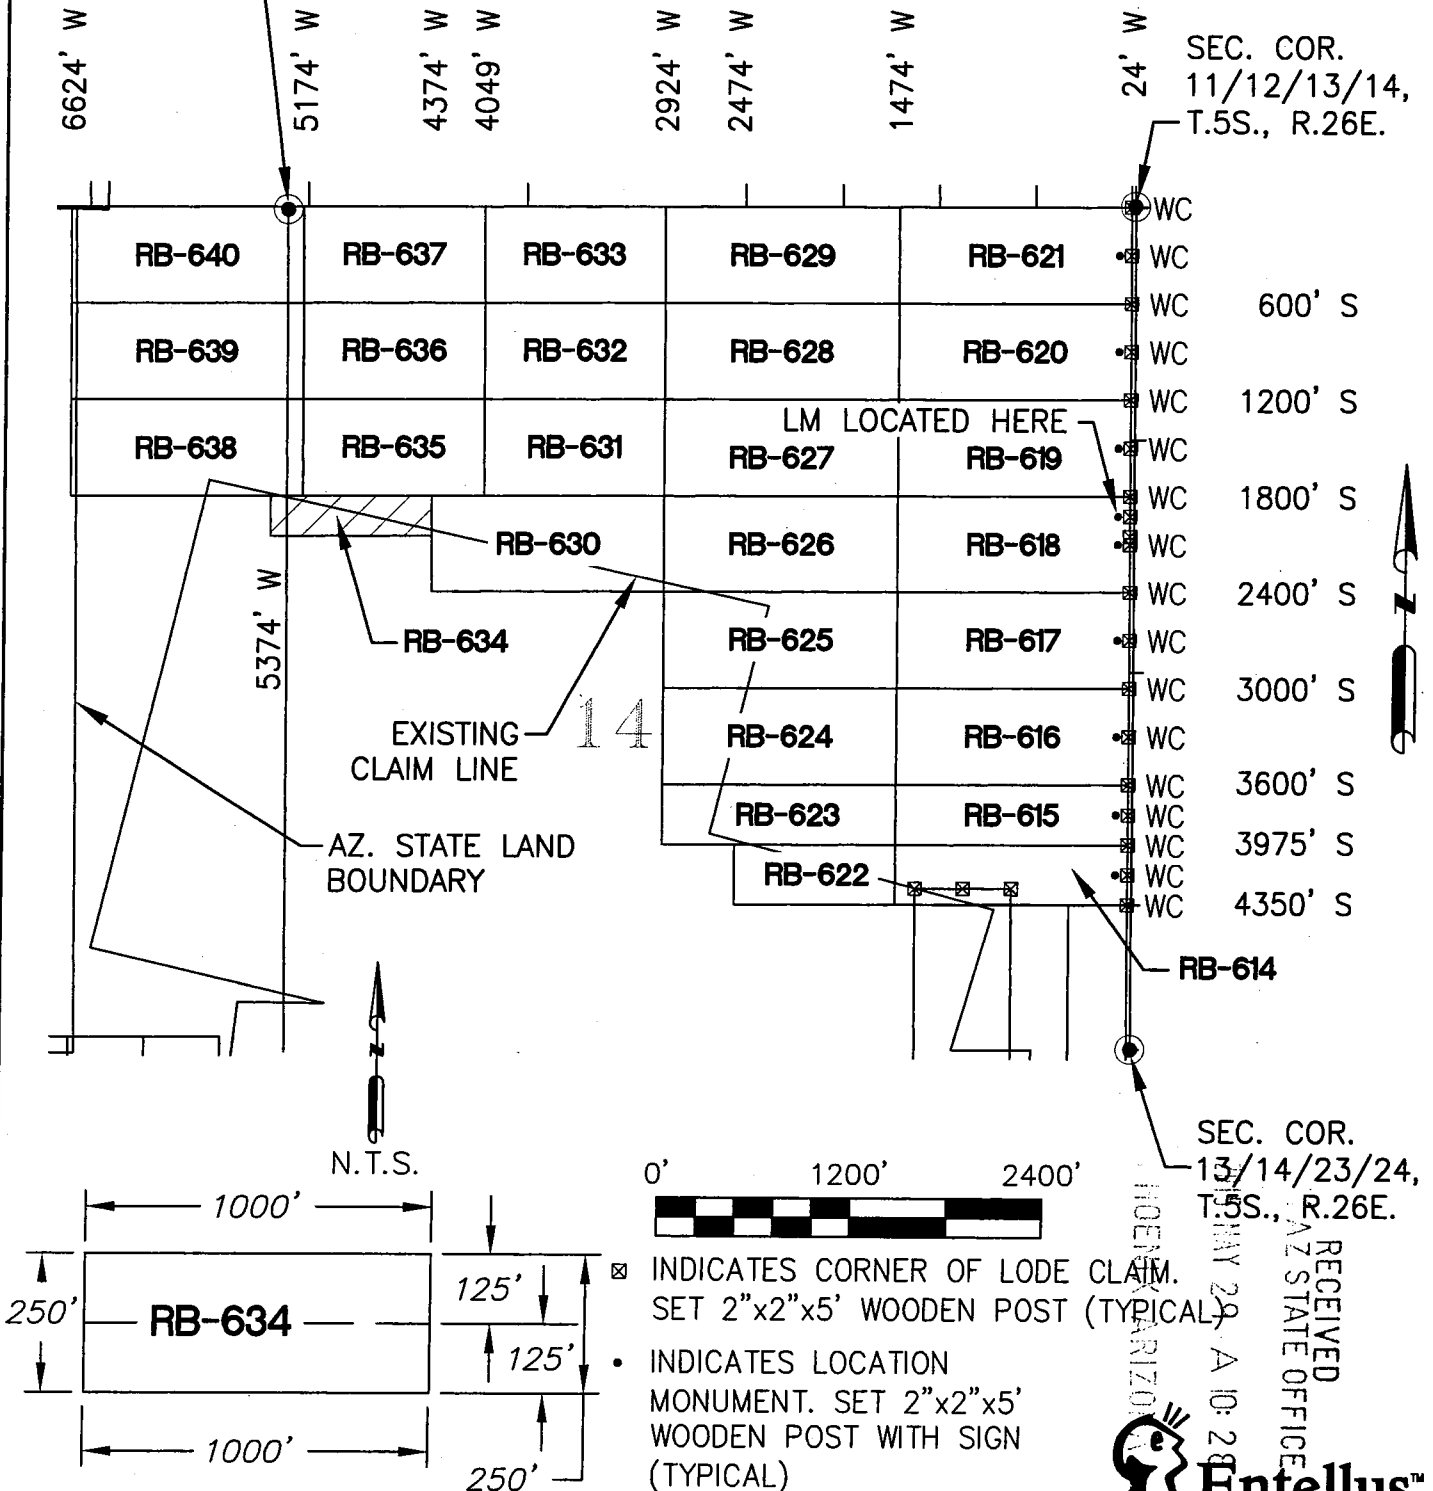 6624' W
5174' W
4374' W
4049' W
2924' W
2474' W
1474' W
24' W
SEC. COR.
11/12/13/14,
T.5S., R.26E.
WC
RB-640
RB-637
RB-633
RB-629
RB-621
WC
WC
600' S
RB-639
RB-636
RB-632
RB-628
RB-620
WC
WC
1200' S
LM LOCATED HERE
RB-638
RB-635
RB-631
RB-627
RB-619
WC
WC
1800' S
RB-630
RB-626
RB-618
WC
5374' W
WC
2400' S
RB-634
RB-625
RB-617
WC
WC
3000' S
14
EXISTING
CLAIM LINE
RB-624
RB-616
WC
WC
3600' S
RB-623
RB-615
WC
AZ. STATE LAND
BOUNDARY
WC
3975' S
RB-622
WC
WC
4350' S
RB-614
N
N
N.T.S.
SEC. COR.
13/14/23/24,
T.5S., R.26E.
0'
1200'
2400'
1000'
250'
RB-634
125'
125'
250'
1000'
INDICATES CORNER OF LODE CLAIM.
SET 2"x2"x5' WOODEN POST (TYPICAL)
INDICATES LOCATION
MONUMENT. SET 2"x2"x5'
WOODEN POST WITH SIGN
(TYPICAL)
RECEIVED
AZ STATE OFFICE
MAY 29 A 10: 28
Entellus™